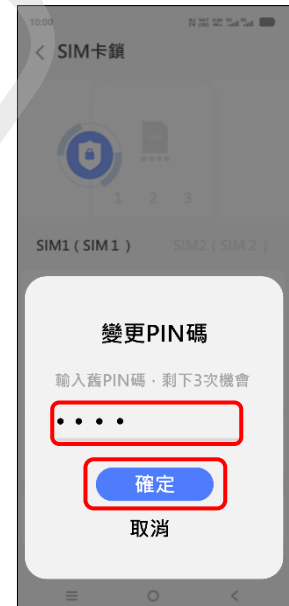 10:00
SIM卡鎖
1 2 3
SIM1 ( SIM 1 )
SIM2 ( SIM 2 )
變更PIN碼
輸入舊PIN碼,剩下3次機會
確定
取消